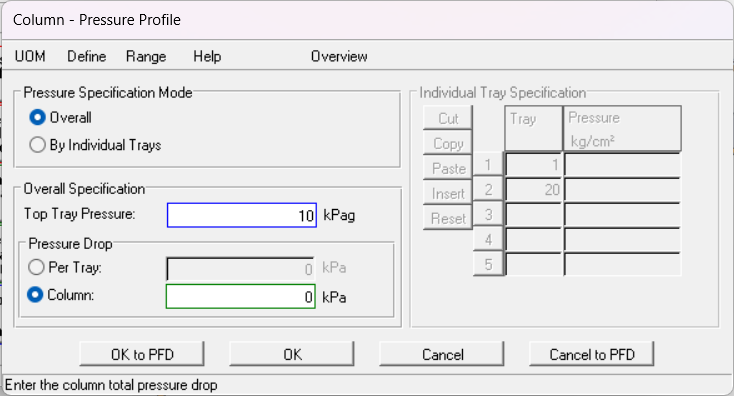 Column - Pressure Profile
UOM Define Range Help Overview
Pressure Specification Mode
Overall
By Individual Trays
Overall Specification
Top Tray Pressure: 10 kPag
Pressure Drop
Per Tray: 0 kPa
Column: 0 kPa
Individual Tray Specification
Cut
Copy
Paste
Insert
Reset
Tray Pressure
kg/cm²
1 1
2 20
3
4
5
OK to PFD OK Cancel Cancel to PFD
Enter the column total pressure drop